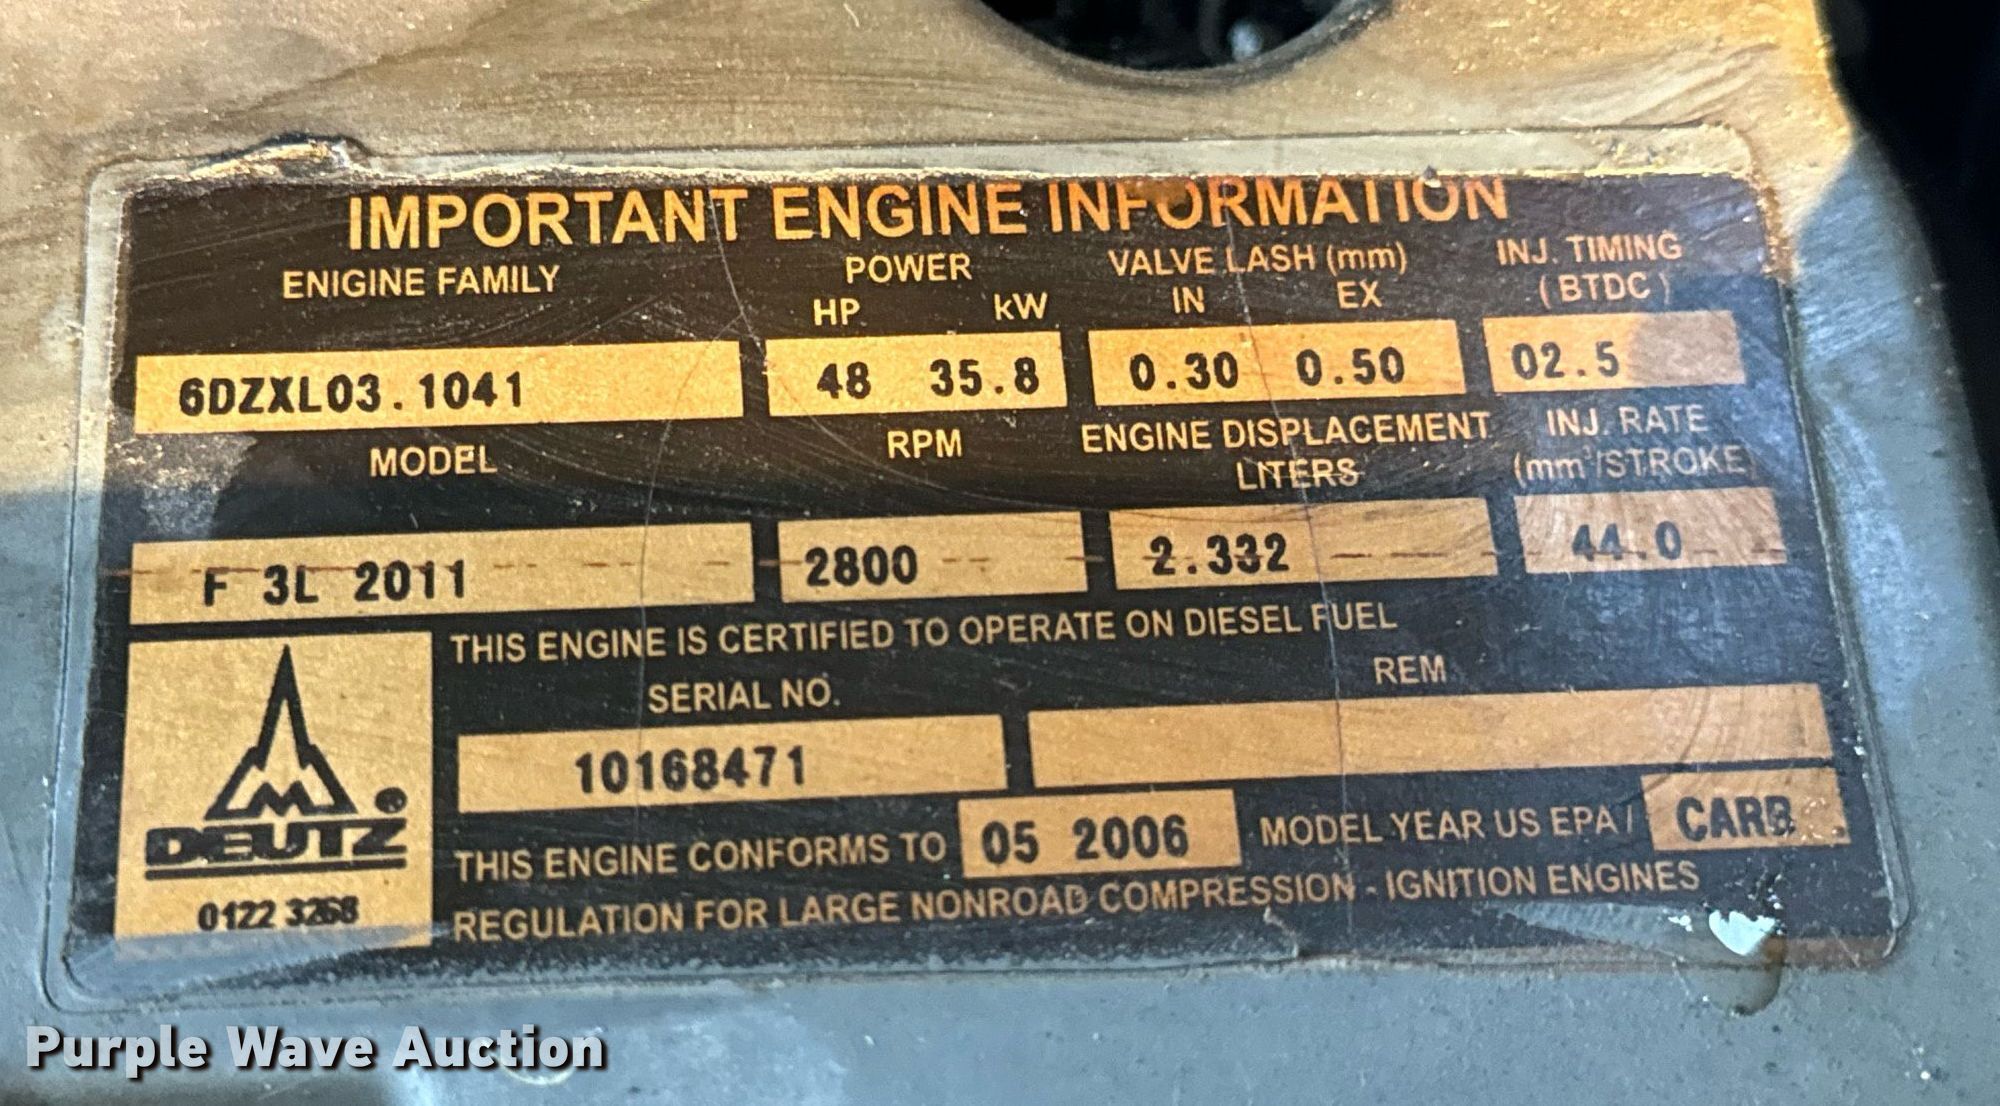 IMPORTANT ENGINE INFORMATION
ENIGINE FAMILY POWER VALVE LASH (mm) INJ. TIMING
HP kW IN EX (BTDC)
6DZXL03.1041 48 35.8 0.30 0.50 02.5
MODEL RPM ENGINE DISPLACEMENT INJ. RATE
LITERS (mm³/STROKE)
F 3L 2011 2800 2.332 44.0
THIS ENGINE IS CERTIFIED TO OPERATE ON DIESEL FUEL
SERIAL NO. REM
10168471
THIS ENGINE CONFORMS TO 05 2006 MODEL YEAR US EPA / CARB
REGULATION FOR LARGE NONROAD COMPRESSION - IGNITION ENGINES
DEUTZ ®
0122 3268
Purple Wave Auction